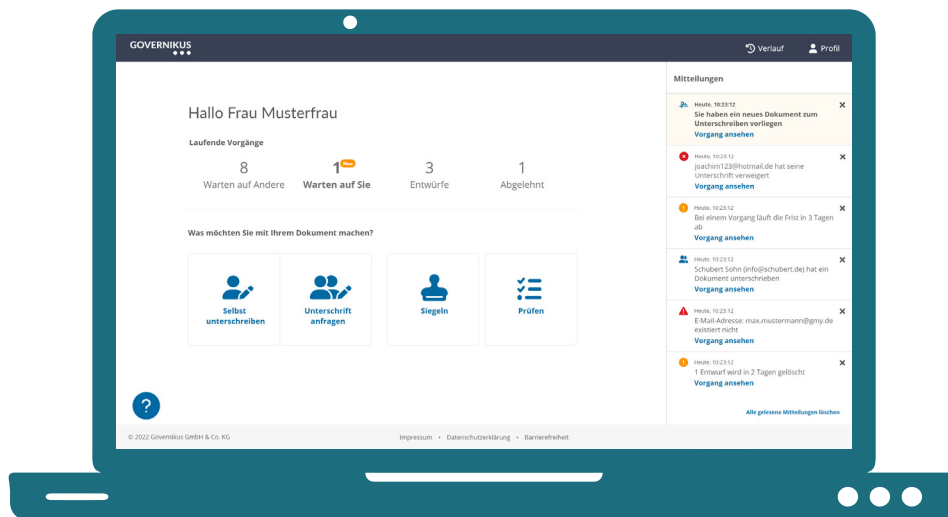 GOVERNIKUS
Verlauf
Profil
Hallo Frau Musterfrau
Laufende Vorgänge
8
Warten auf Andere
1 Neu
Warten auf Sie
3
Entwürfe
1
Abgelehnt
Was möchten Sie mit Ihrem Dokument machen?
Selbst
unterschreiben
Unterschrift
anfragen
Siegeln
Prüfen
Mitteilungen
Heute, 10:23:12
Sie haben ein neues Dokument zum
Unterschreiben vorliegen
Vorgang ansehen
Heute, 10:23:12
joachim123@hotmail.de hat seine
Unterschrift verweigert
Vorgang ansehen
Heute, 10:23:12
Bei einem Vorgang läuft die Frist in 3 Tagen
ab
Vorgang ansehen
Heute, 10:23:12
Schubert Sohn (info@schubert.de) hat ein
Dokument unterschrieben
Vorgang ansehen
Heute, 10:23:12
E-Mail-Adresse: max.mustermann@gmy.de
existiert nicht
Vorgang ansehen
Heute, 10:23:12
1 Entwurf wird in 2 Tagen gelöscht
Vorgang ansehen
Alle gelesene Mitteilungen löschen
?
© 2022 Governikus GmbH & Co. KG
Impressum • Datenschutzerklärung • Barrierefreiheit